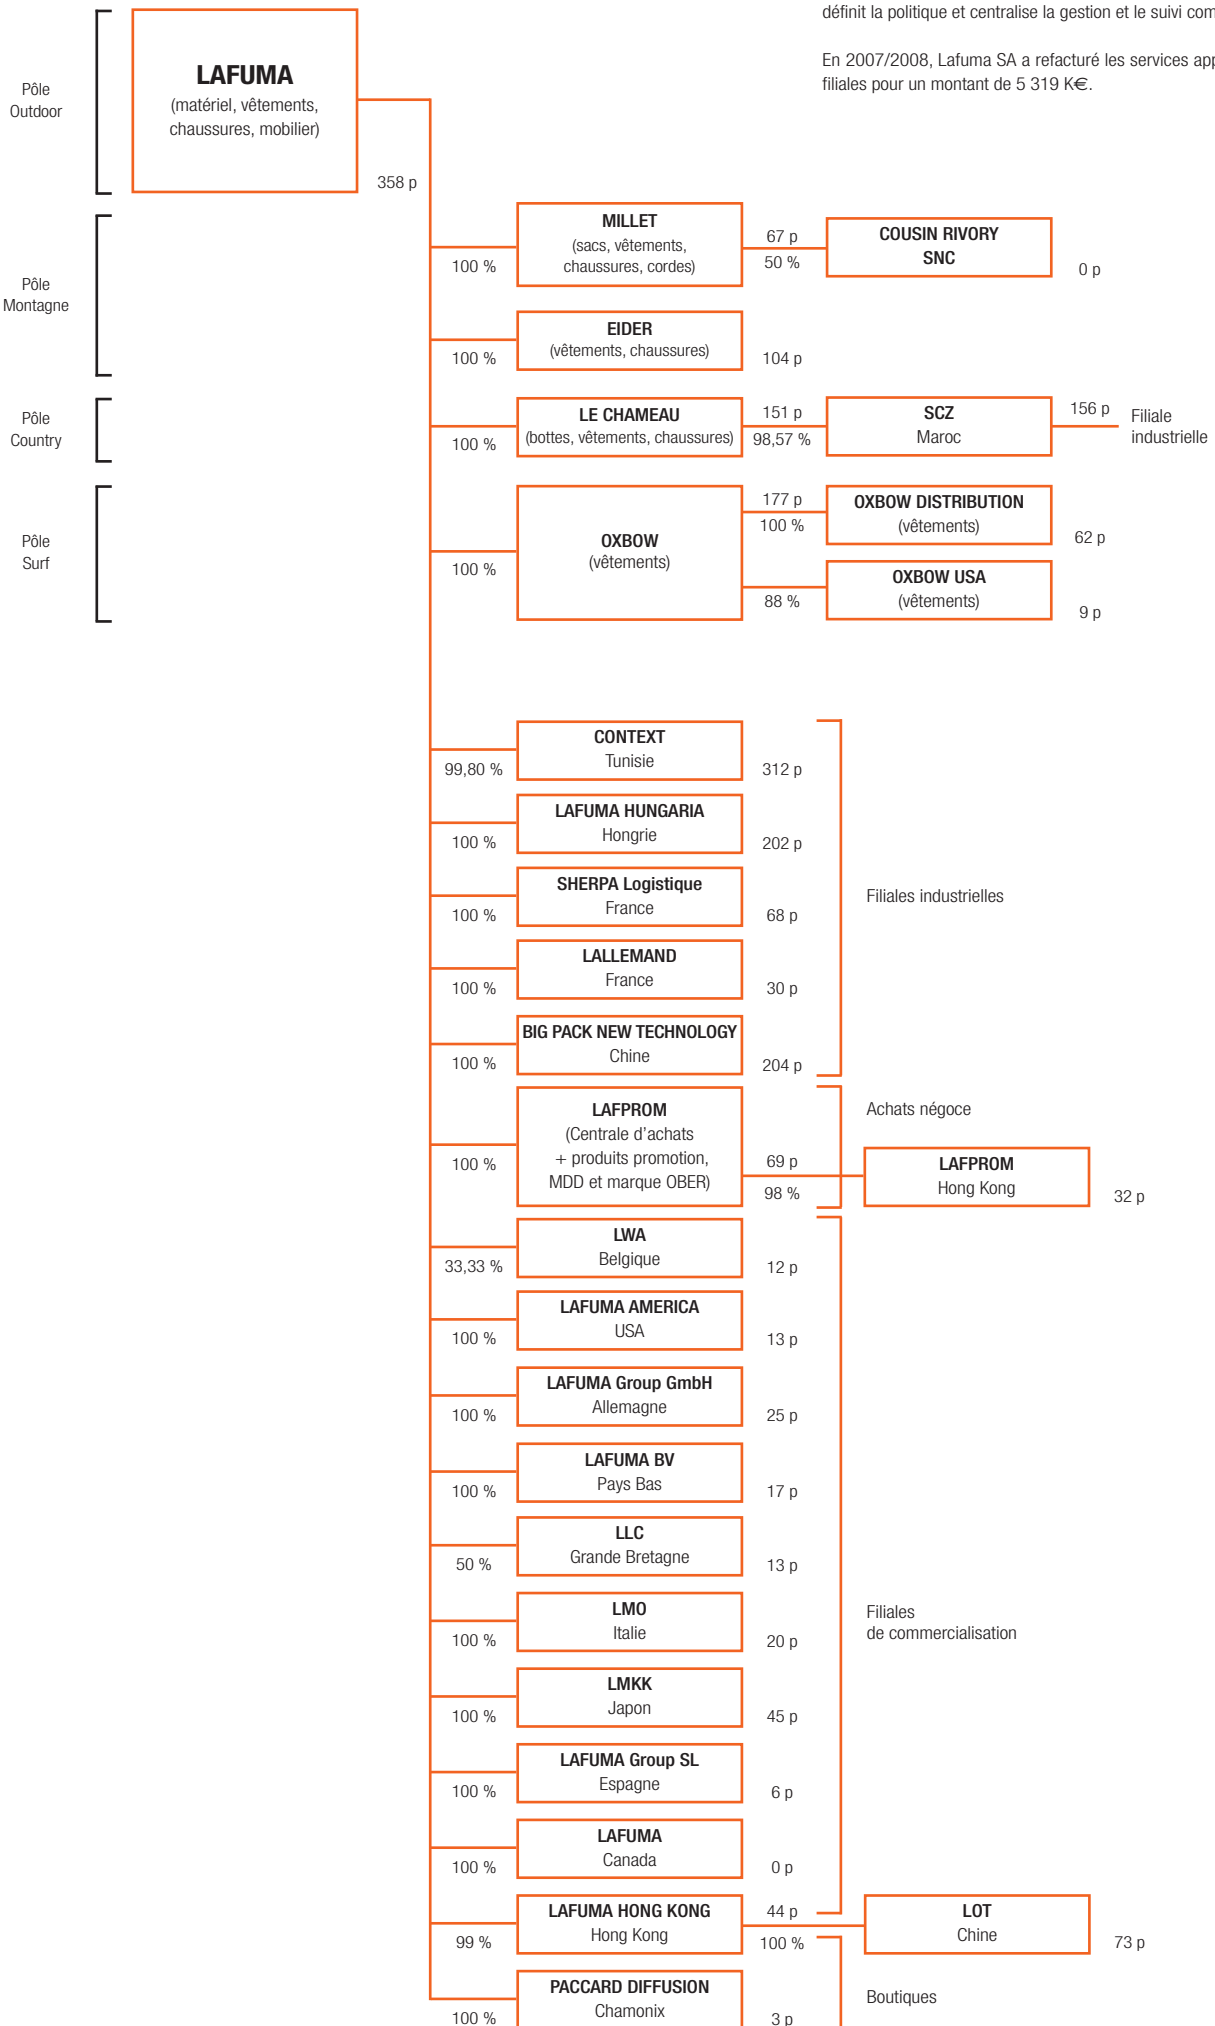 définit la politique et centralise la gestion et le suivi com
En 2007/2008, Lafuma SA a refacturé les services app
filiales pour un montant de 5 319 K€.
Pôle
Outdoor
LAFUMA
(matériel, vêtements,
chaussures, mobilier)
358 p
Pôle
Montagne
100 %
MILLET
(sacs, vêtements,
chaussures, cordes)
67 p
50 %
COUSIN RIVORY
SNC
0 p
100 %
EIDER
(vêtements, chaussures)
104 p
Pôle
Country
100 %
LE CHAMEAU
(bottes, vêtements, chaussures)
151 p
98,57 %
SCZ
Maroc
156 p
Filiale
industrielle
Pôle
Surf
100 %
OXBOW
(vêtements)
177 p
100 %
OXBOW DISTRIBUTION
(vêtements)
62 p
88 %
OXBOW USA
(vêtements)
9 p
99,80 %
CONTEXT
Tunisie
312 p
100 %
LAFUMA HUNGARIA
Hongrie
202 p
100 %
SHERPA Logistique
France
68 p
Filiales industrielles
100 %
LALLEMAND
France
30 p
100 %
BIG PACK NEW TECHNOLOGY
Chine
204 p
100 %
LAFPROM
(Centrale d'achats
+ produits promotion,
MDD et marque OBER)
69 p
98 %
Achats négoce
LAFPROM
Hong Kong
32 p
33,33 %
LWA
Belgique
12 p
100 %
LAFUMA AMERICA
USA
13 p
100 %
LAFUMA Group GmbH
Allemagne
25 p
100 %
LAFUMA BV
Pays Bas
17 p
50 %
LLC
Grande Bretagne
13 p
100 %
LMO
Italie
20 p
Filiales
de commercialisation
100 %
LMKK
Japon
45 p
100 %
LAFUMA Group SL
Espagne
6 p
100 %
LAFUMA
Canada
0 p
99 %
LAFUMA HONG KONG
Hong Kong
44 p
100 %
LOT
Chine
73 p
100 %
PACCARD DIFFUSION
Chamonix
3 p
Boutiques